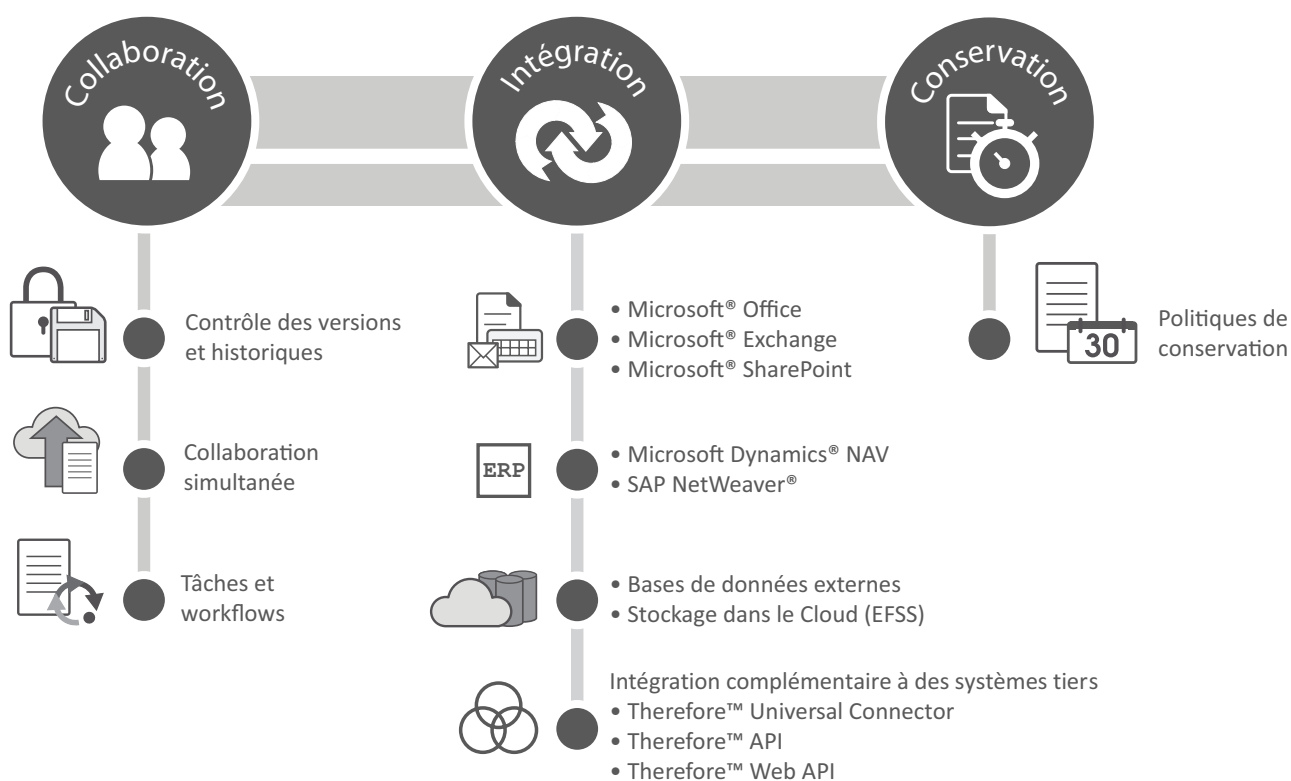 Collaboration
Contrôle des versions
et historiques
Collaboration
simultanée
Tâches et
workflows
Intégration
• Microsoft® Office
• Microsoft® Exchange
• Microsoft® SharePoint
ERP
• Microsoft Dynamics® NAV
• SAP NetWeaver®
• Bases de données externes
• Stockage dans le Cloud (EFSS)
Intégration complémentaire à des systèmes tiers
• Therefore™ Universal Connector
• Therefore™ API
• Therefore™ Web API
Conservation
30
Politiques de
conservation